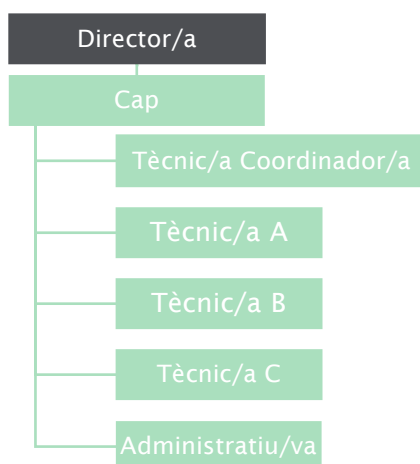 Director/a
Cap
Tècnic/a Coordinador/a
Tècnic/a A
Tècnic/a B
Tècnic/a C
Administratiu/va